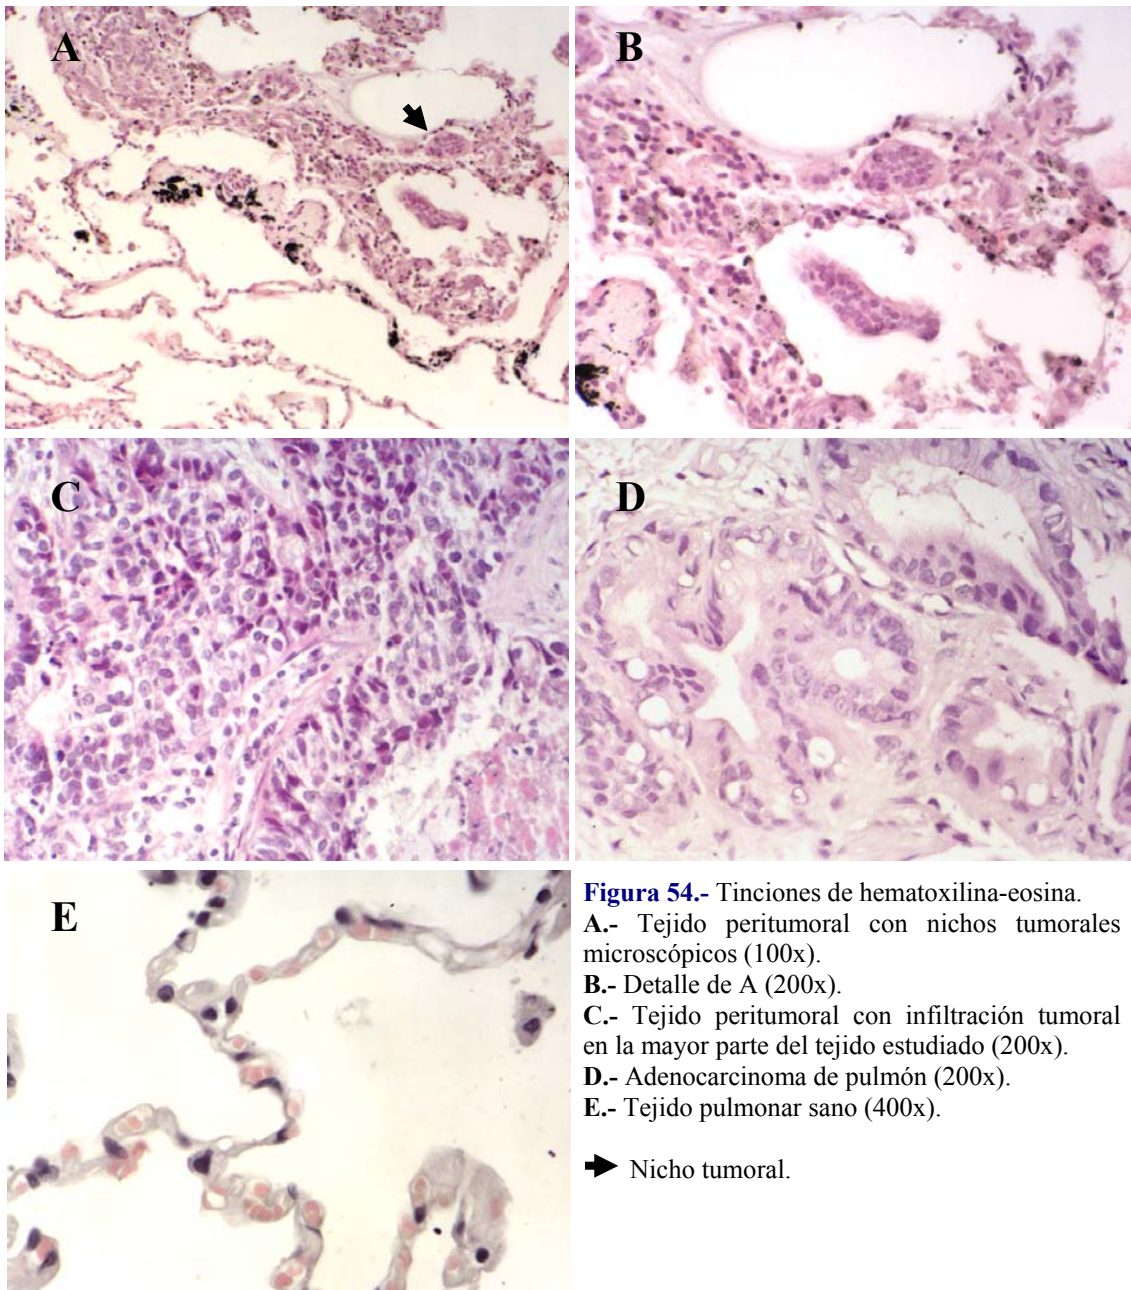 A
B
C
D
E
Figura 54.- Tinciones de hematoxilina-eosina.
A.- Tejido peritumoral con nichos tumorales
microscópicos (100x).
B.- Detalle de A (200x).
C.- Tejido peritumoral con infiltración tumoral
en la mayor parte del tejido estudiado (200x).
D.- Adenocarcinoma de pulmón (200x).
E.- Tejido pulmonar sano (400x).
Nicho tumoral.